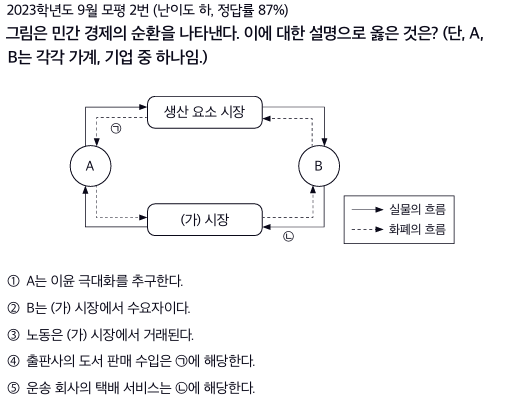 2023학년도 9월 모평 2번 (난이도 하, 정답률 87%)
그림은 민간 경제의 순환을 나타낸다. 이에 대한 설명으로 옳은 것은? (단, A,
B는 각각 가계, 기업 중 하나임.)
생산 요소 시장
㉠
A
B
(가) 시장
㉡
실물의 흐름
화폐의 흐름
① A는 이윤 극대화를 추구한다.
② B는 (가) 시장에서 수요자이다.
③ 노동은 (가) 시장에서 거래된다.
④ 출판사의 도서 판매 수입은 ㉠에 해당한다.
⑤ 운송 회사의 택배 서비스는 ㉡에 해당한다.